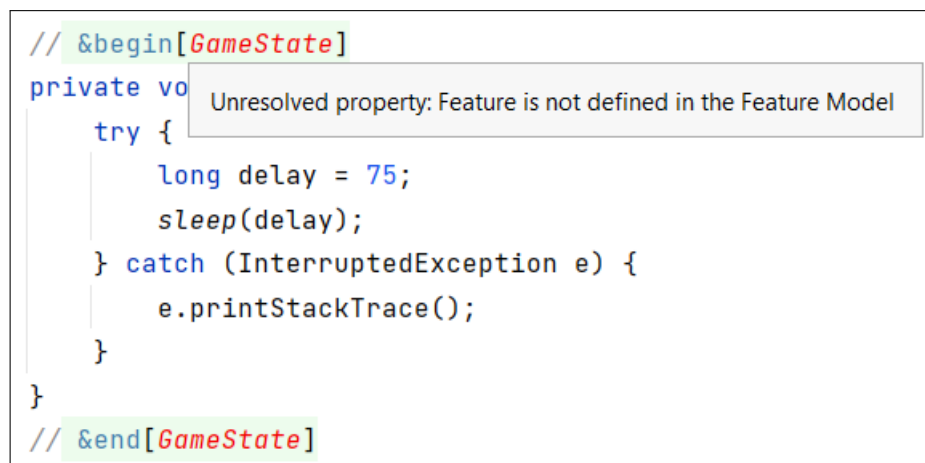 // &begin[GameState]
private vo
Unresolved property: Feature is not defined in the Feature Model
try {
long delay = 75;
sleep(delay);
} catch (InterruptedException e) {
e.printStackTrace();
}
}
// &end[GameState]